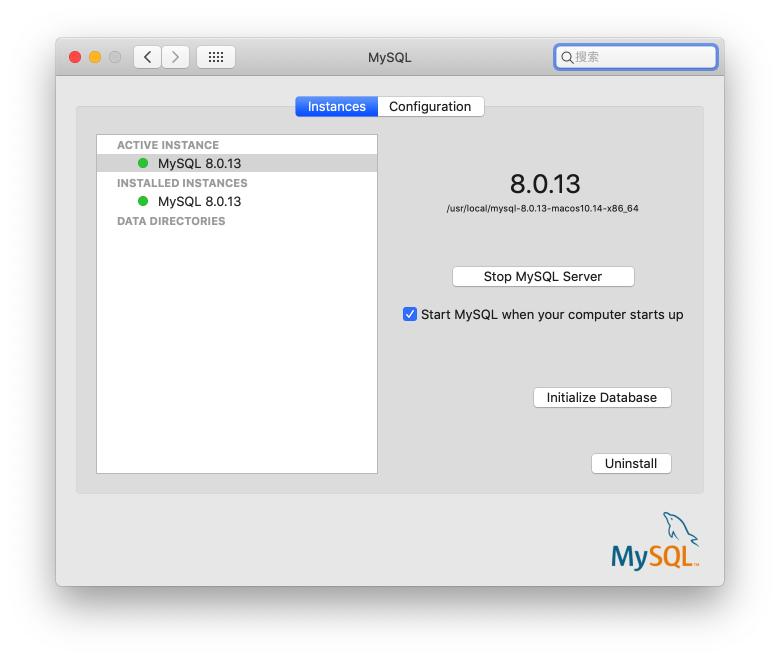 MySQL
搜索
Instances
Configuration
ACTIVE INSTANCE
MySQL 8.0.13
INSTALLED INSTANCES
MySQL 8.0.13
DATA DIRECTORIES
8.0.13
/usr/local/mysql-8.0.13-macos10.14-x86_64
Stop MySQL Server
Start MySQL when your computer starts up
Initialize Database
Uninstall
MySQL™